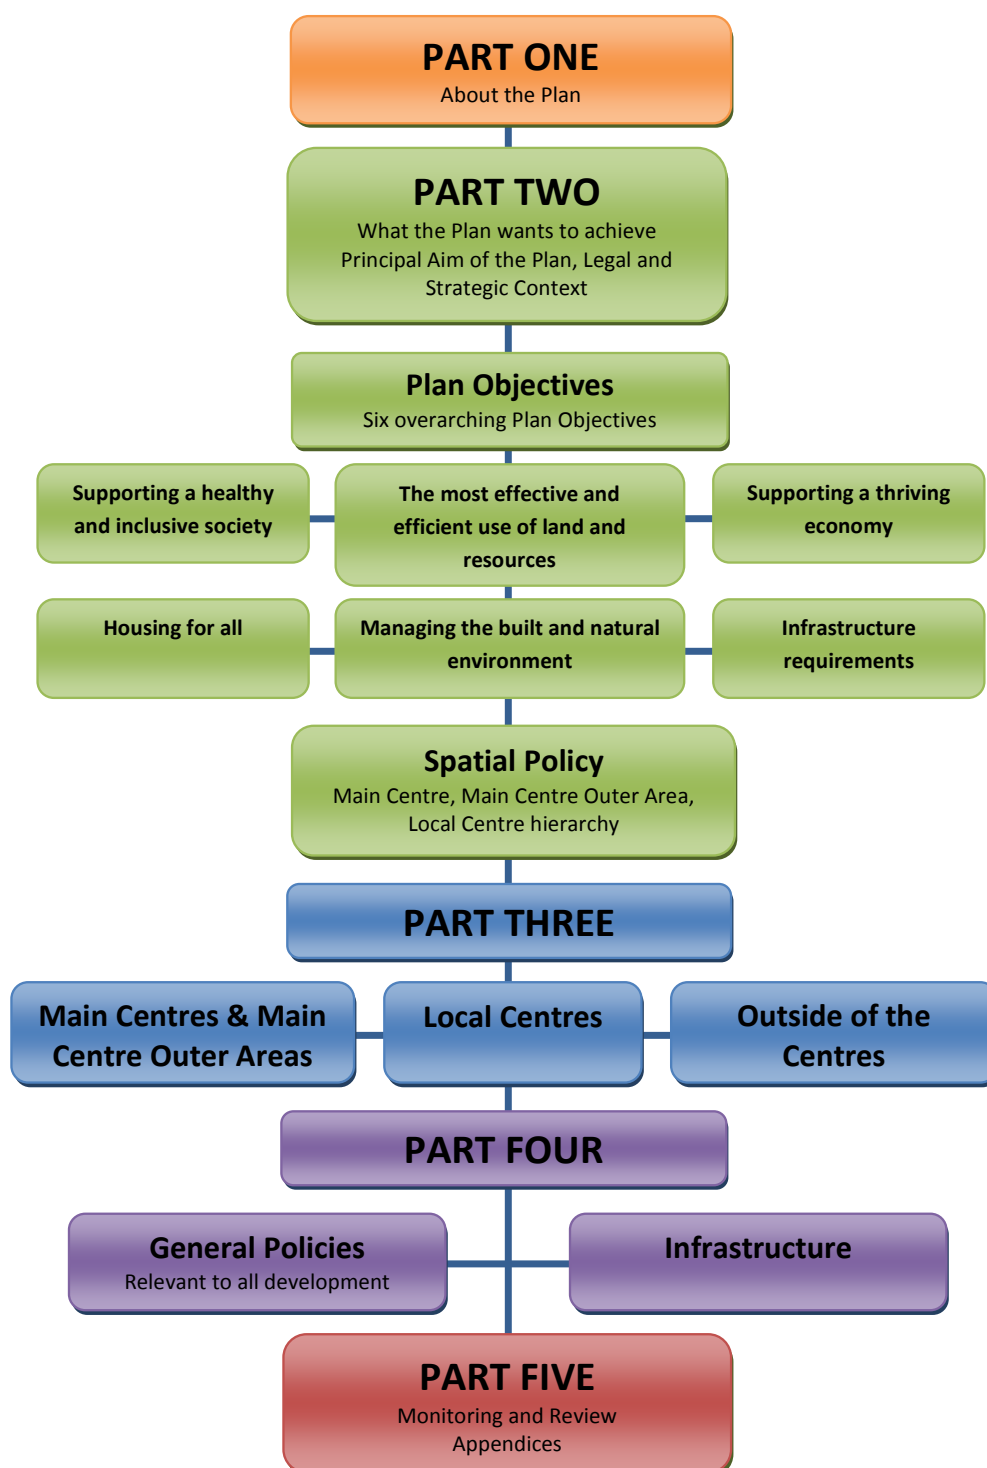 PART ONE
About the Plan
PART TWO
What the Plan wants to achieve
Principal Aim of the Plan, Legal and
Strategic Context
Plan Objectives
Six overarching Plan Objectives
Supporting a healthy
and inclusive society
The most effective and
efficient use of land and
resources
Supporting a thriving
economy
Housing for all
Managing the built and natural
environment
Infrastructure
requirements
Spatial Policy
Main Centre, Main Centre Outer Area,
Local Centre hierarchy
PART THREE
Main Centres & Main
Centre Outer Areas
Local Centres
Outside of the
Centres
PART FOUR
General Policies
Relevant to all development
Infrastructure
PART FIVE
Monitoring and Review
Appendices